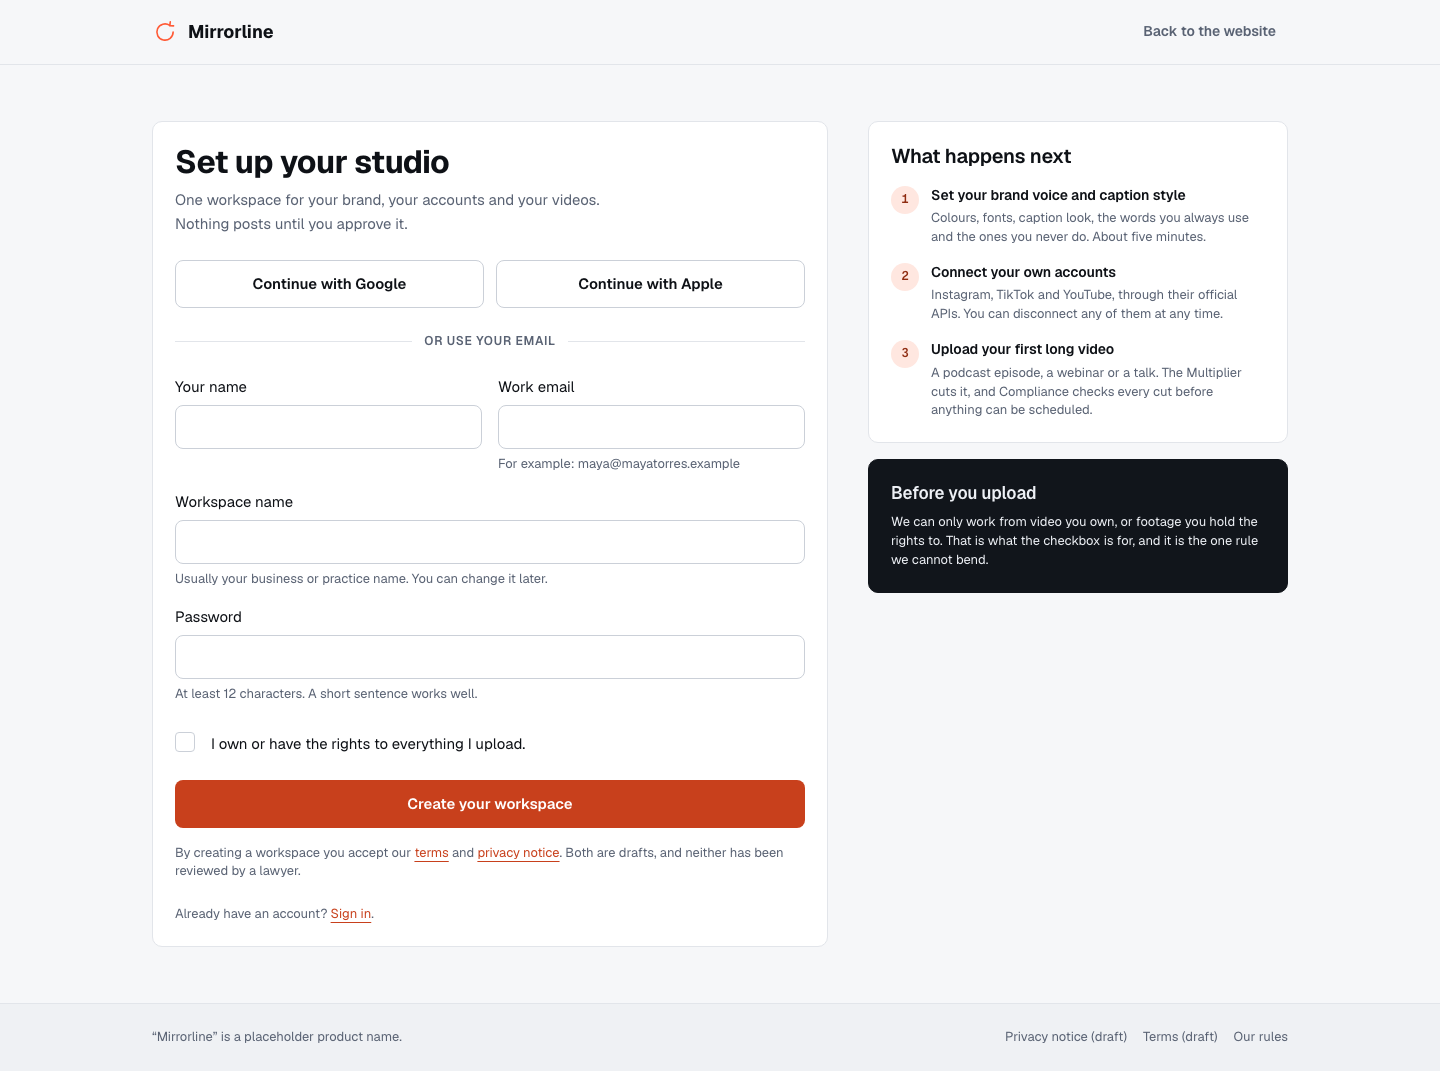 Mirrorline
Back to the website
Set up your studio
One workspace for your brand, your accounts and your videos.
Nothing posts until you approve it.
Continue with Google
Continue with Apple
OR USE YOUR EMAIL
Your name
Work email
For example: maya@mayatorres.example
Workspace name
Usually your business or practice name. You can change it later.
Password
At least 12 characters. A short sentence works well.
I own or have the rights to everything I upload.
Create your workspace
By creating a workspace you accept our terms and privacy notice. Both are drafts, and neither has been
reviewed by a lawyer.
Already have an account? Sign in.
What happens next
1
Set your brand voice and caption style
Colours, fonts, caption look, the words you always use
and the ones you never do. About five minutes.
2
Connect your own accounts
Instagram, TikTok and YouTube, through their official
APIs. You can disconnect any of them at any time.
3
Upload your first long video
A podcast episode, a webinar or a talk. The Multiplier
cuts it, and Compliance checks every cut before
anything can be scheduled.
Before you upload
We can only work from video you own, or footage you hold the
rights to. That is what the checkbox is for, and it is the one rule
we cannot bend.
“Mirrorline” is a placeholder product name.
Privacy notice (draft)
Terms (draft)
Our rules